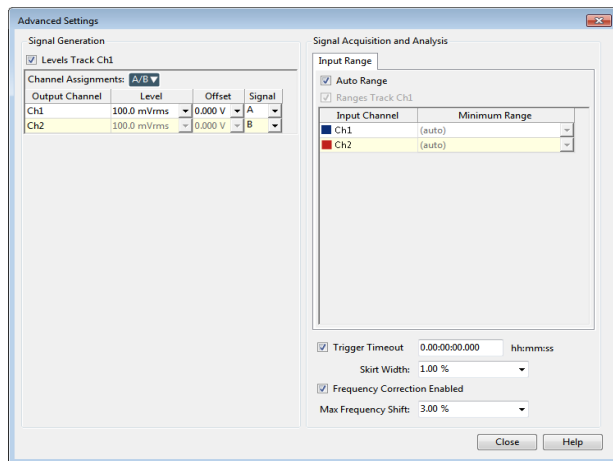 Advanced Settings
Signal Generation
Levels Track Ch1
Channel Assignments: A/B
Output Channel Level Offset Signal
Ch1 100.0 mVrms 0.000 V A
Ch2 100.0 mVrms 0.000 V B
Signal Acquisition and Analysis
Input Range
Auto Range
Ranges Track Ch1
Input Channel Minimum Range
Ch1 (auto)
Ch2 (auto)
Trigger Timeout 0.00:00:00.000 hh:mm:ss
Skirt Width: 1.00 %
Frequency Correction Enabled
Max Frequency Shift: 3.00 %
Close Help